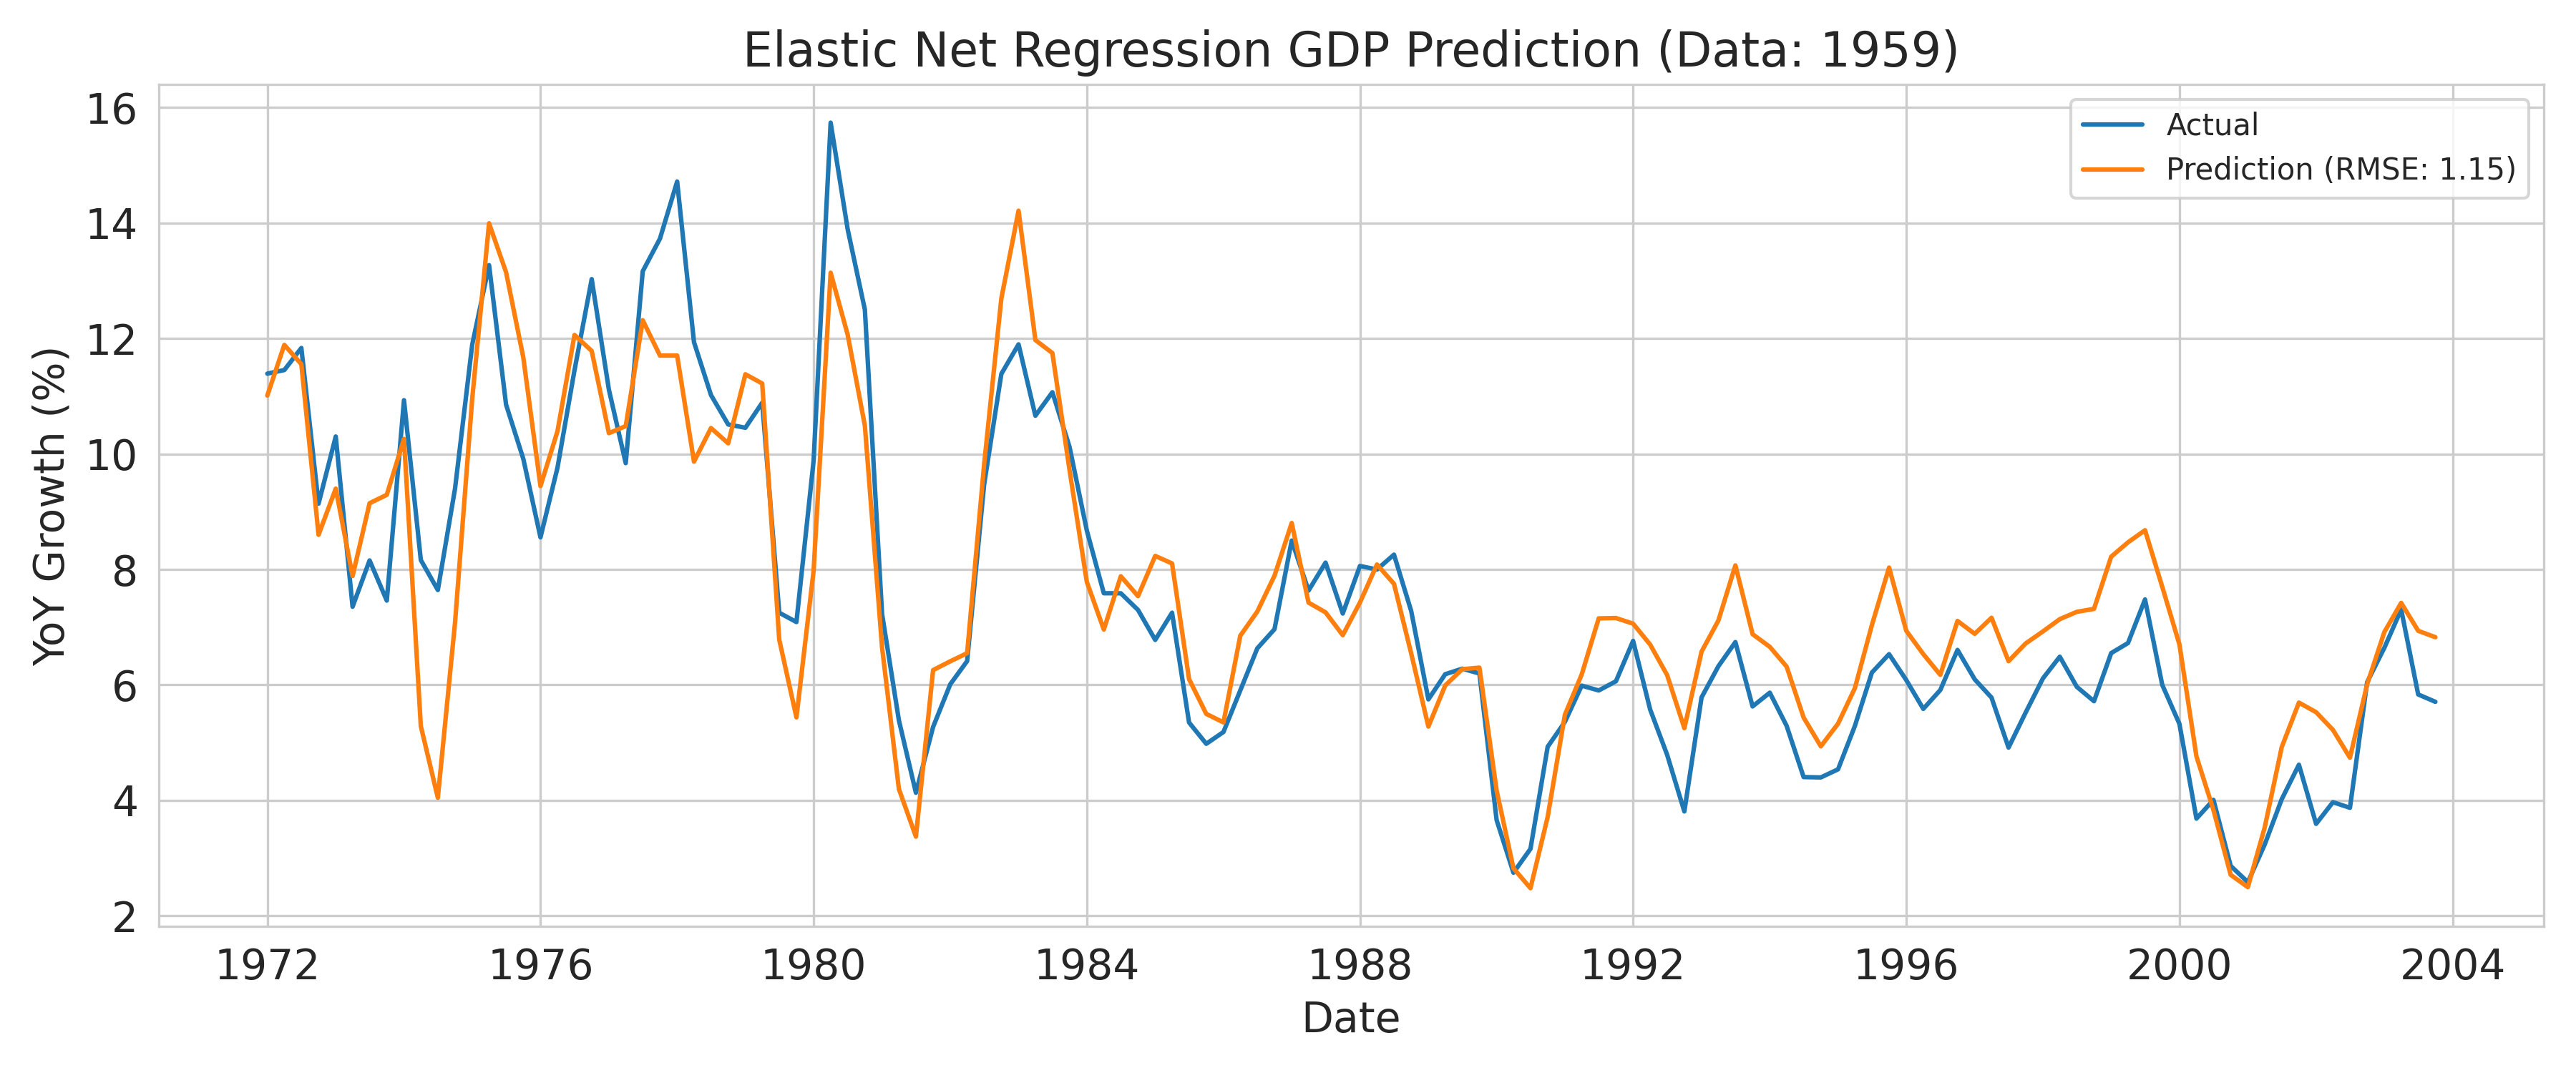 Elastic Net Regression GDP Prediction (Data: 1959)
Actual
Prediction (RMSE: 1.15)
YoY Growth (%)
16
14
12
10
8
6
4
2
1972 1976 1980 1984 1988 1992 1996 2000 2004
Date